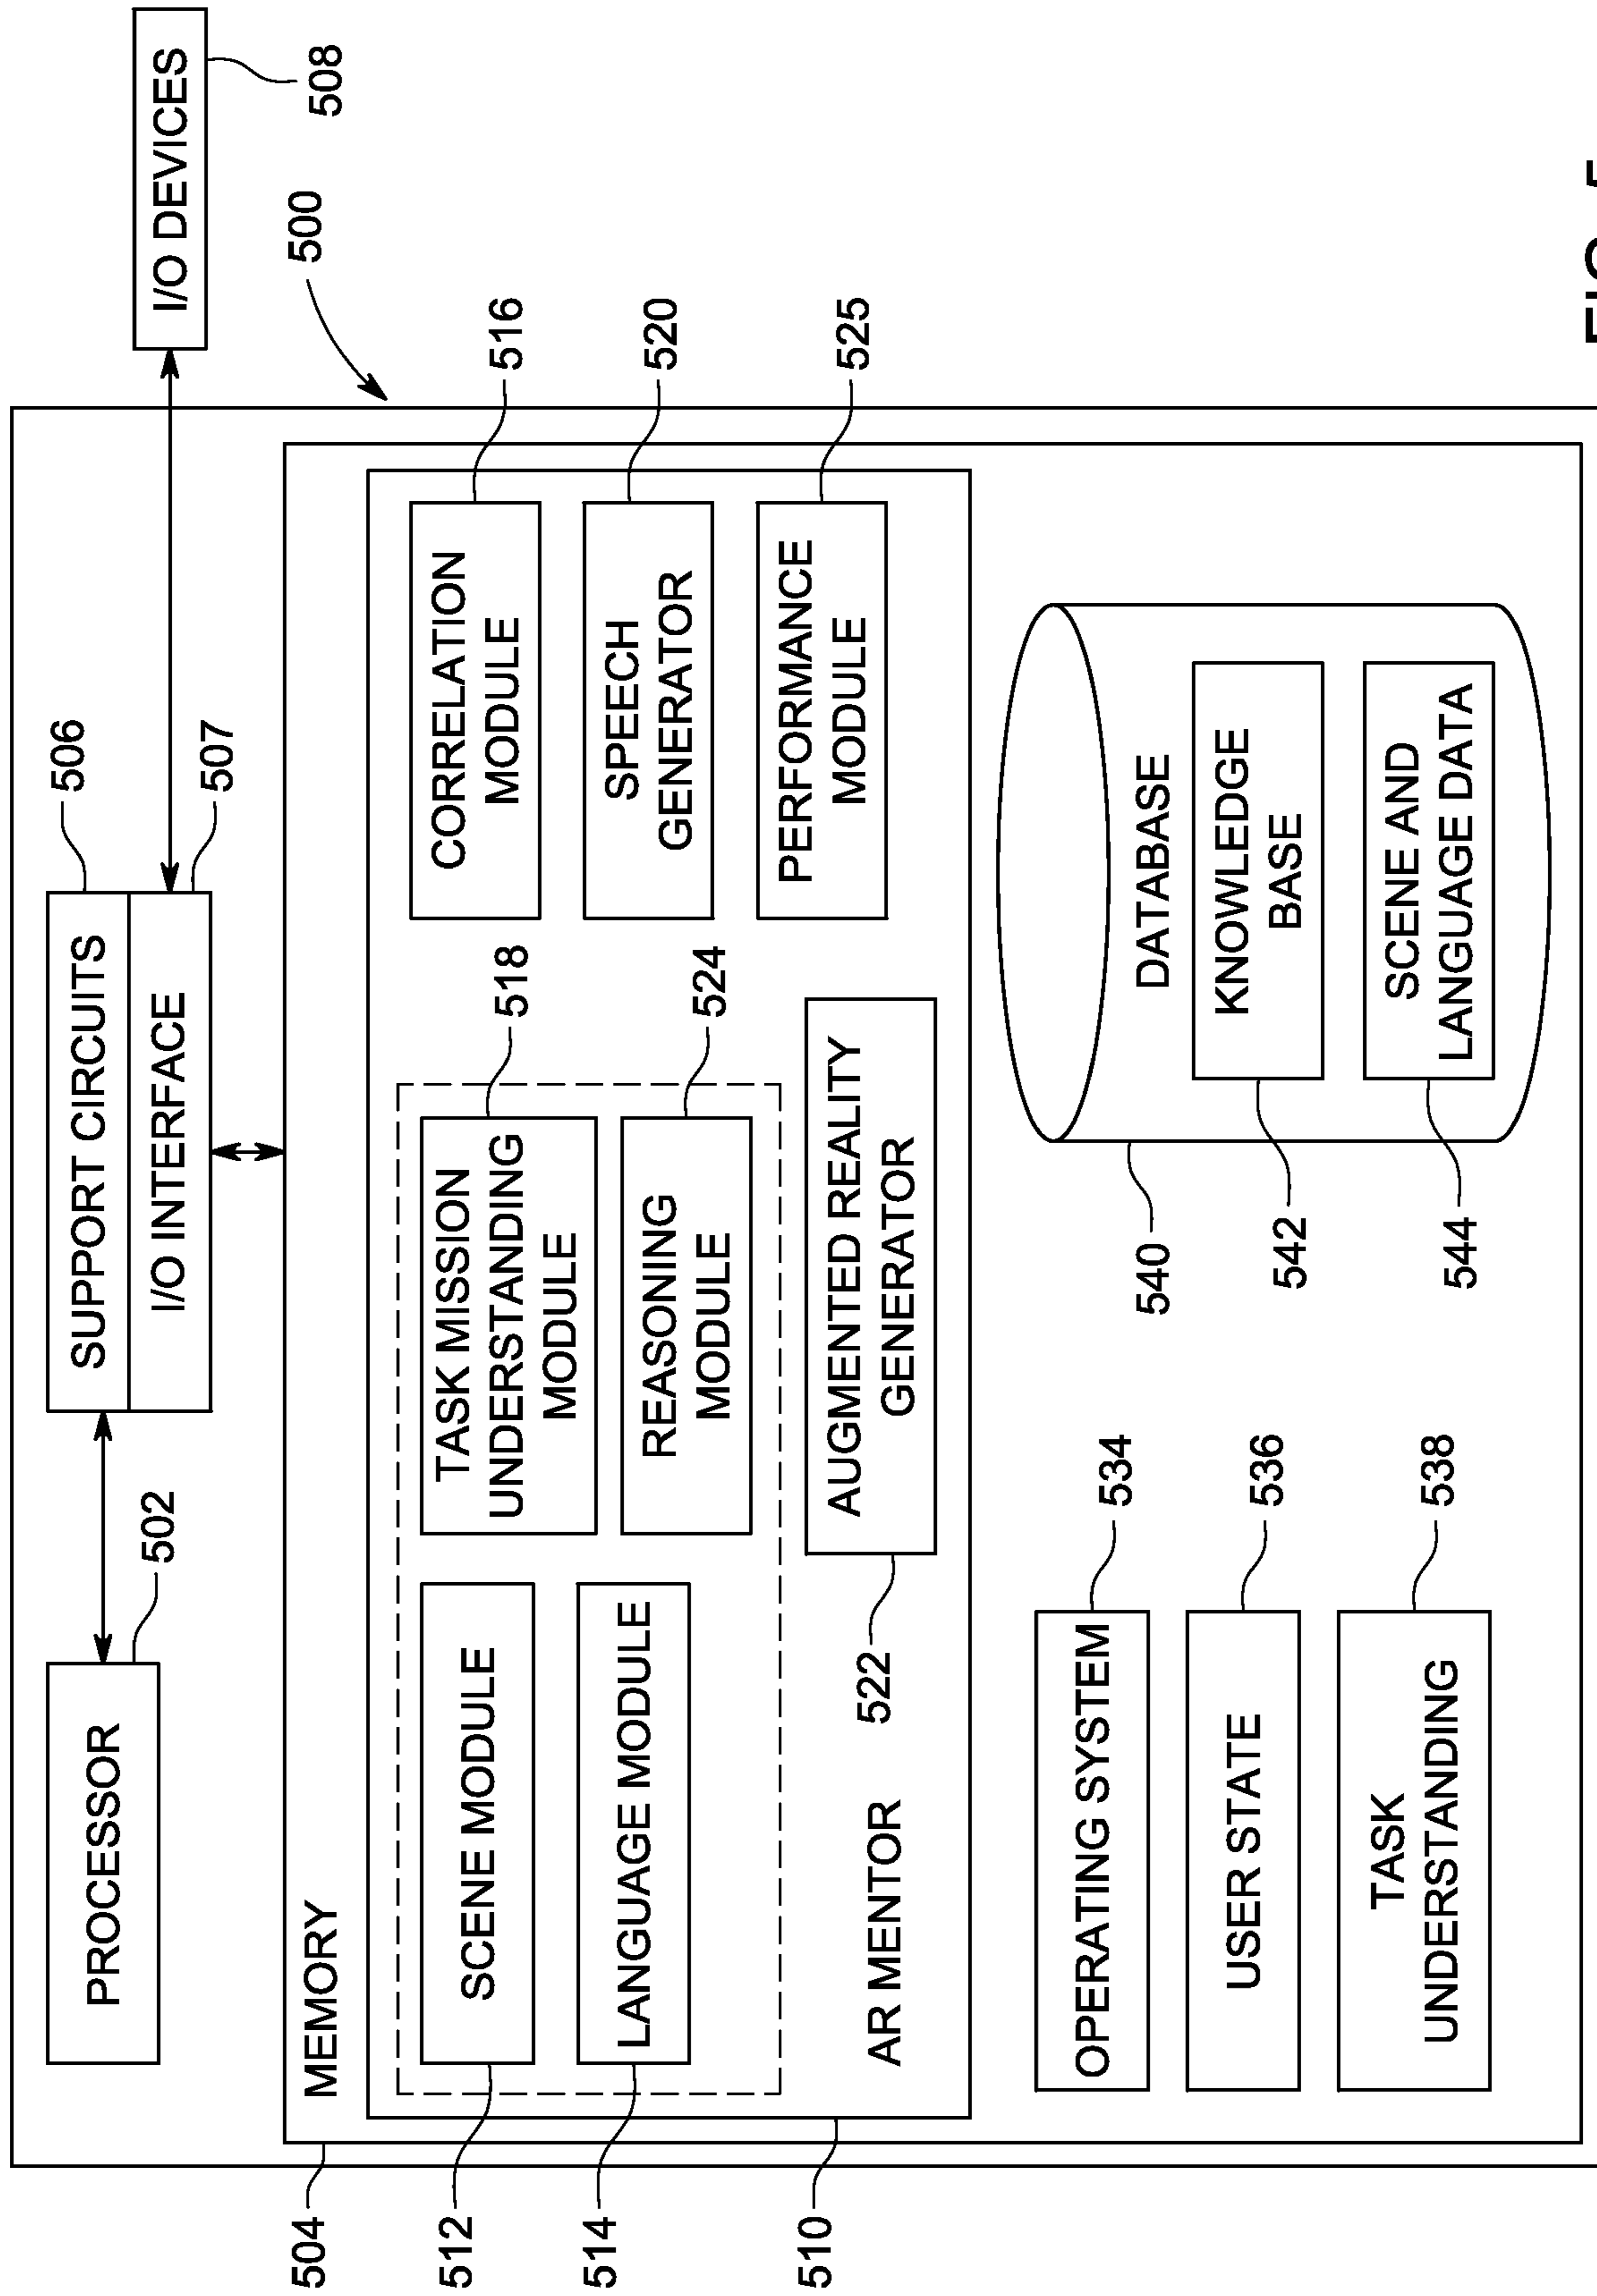 PROCESSOR
502
SUPPORT CIRCUITS
506
I/O INTERFACE
507
I/O DEVICES
508
500
504
MEMORY
512
SCENE MODULE
514
LANGUAGE MODULE
TASK MISSION
UNDERSTANDING
MODULE
518
REASONING
MODULE
524
CORRELATION
MODULE
516
SPEECH
GENERATOR
520
PERFORMANCE
MODULE
525
510
AR MENTOR
522
AUGMENTED REALITY
GENERATOR
OPERATING SYSTEM
534
USER STATE
536
TASK
UNDERSTANDING
538
540
DATABASE
542
KNOWLEDGE
BASE
544
SCENE AND
LANGUAGE DATA